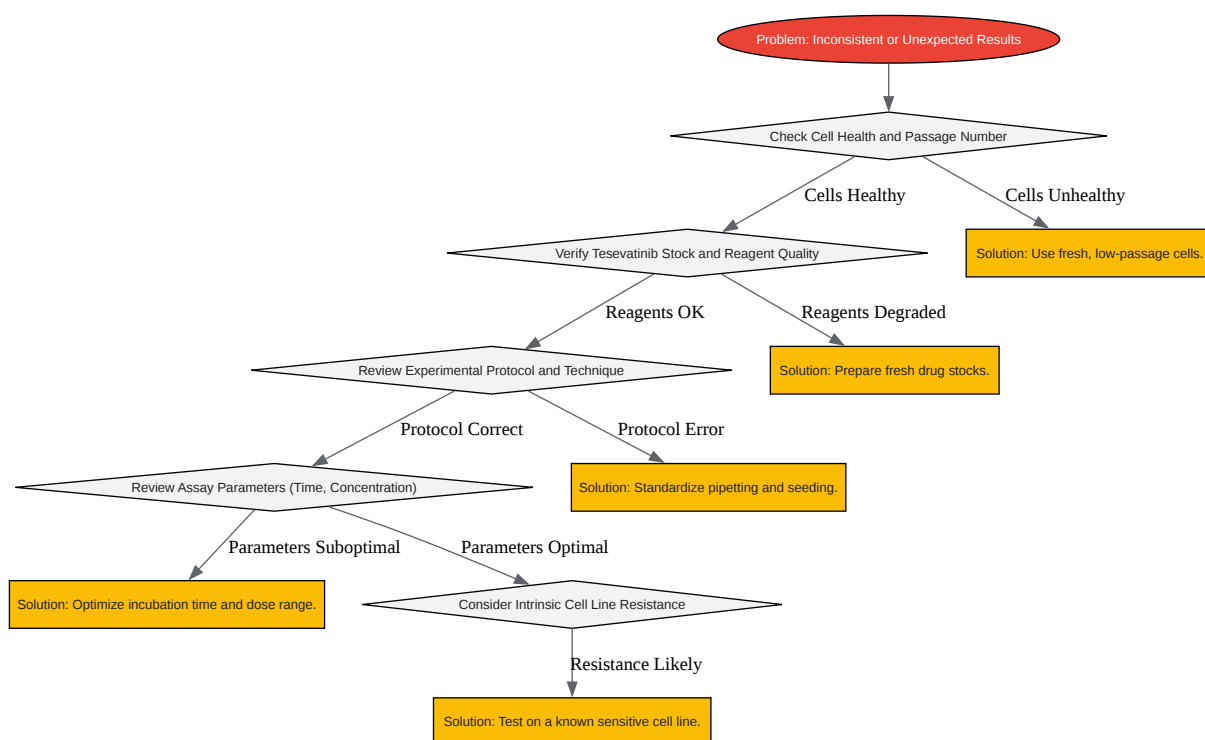 Problem: Inconsistent or Unexpected Results
Check Cell Health and Passage Number
Cells Healthy
Cells Unhealthy
Verify Tesevatinib Stock and Reagent Quality
Solution: Use fresh, low-passage cells.
Reagents OK
Reagents Degraded
Review Experimental Protocol and Technique
Solution: Prepare fresh drug stocks.
Protocol Correct
Protocol Error
Review Assay Parameters (Time, Concentration)
Solution: Standardize pipetting and seeding.
Parameters Suboptimal
Parameters Optimal
Solution: Optimize incubation time and dose range.
Consider Intrinsic Cell Line Resistance
Resistance Likely
Solution: Test on a known sensitive cell line.